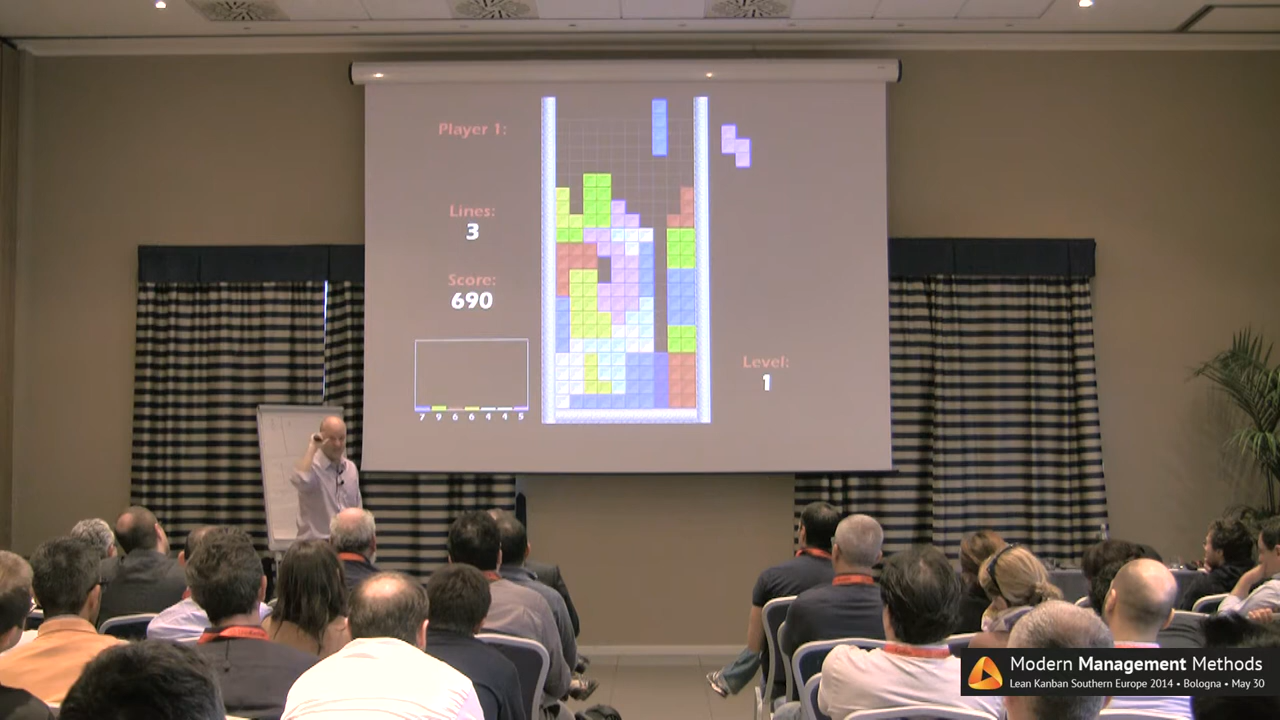 Player 1:
Lines:
3
Score:
690
7 9 6 6 4 4 5
Level:
1
Modern Management Methods
Lean Kanban Southern Europe 2014 • Bologna • May 30